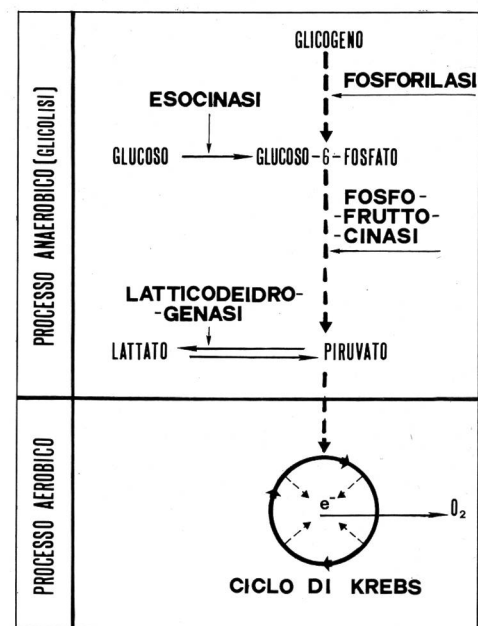 GLICOGENO
FOSFORILASI
ESOCINASI
GLUCOSO
GLUCOSO-6-FOSFATO
FOSFO-
-FRUTTO-
-CINASI
LATTICODEIDRO-
-GENASI
LATTATO
PIRUVATO
PROCESSO ANAEROBICO (GLICOLISI)
e-
O2
CICLO DI KREBS
PROCESSO AEROBICO